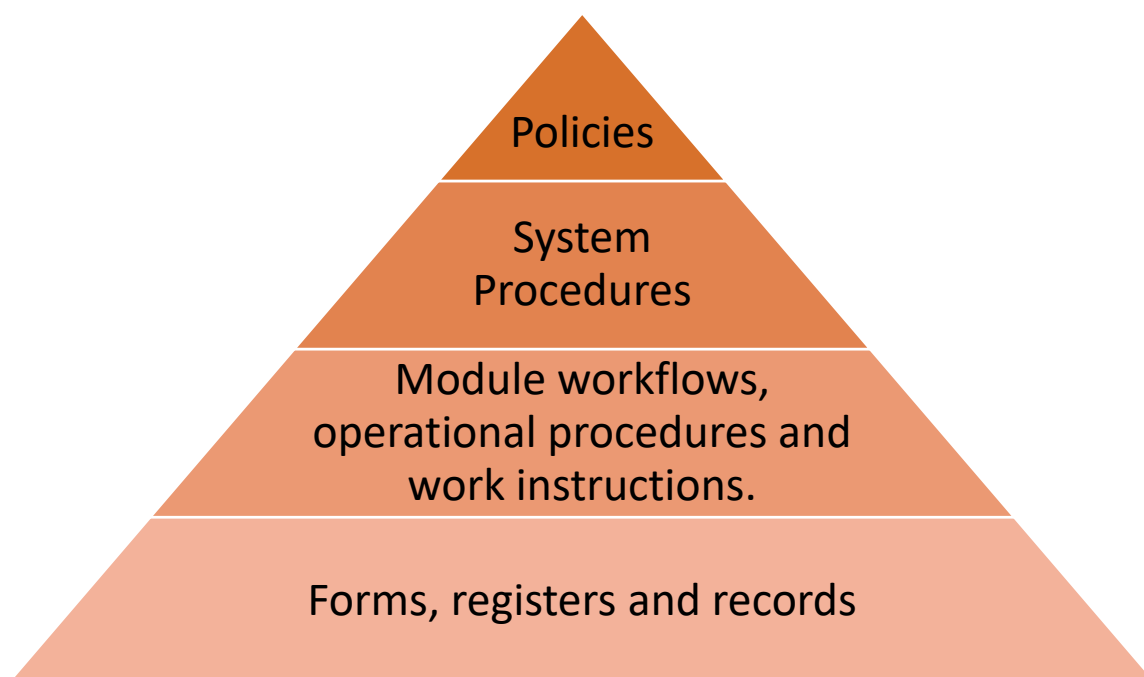 Policies
System
Procedures
Module workflows,
operational procedures and
work instructions.
Forms, registers and records